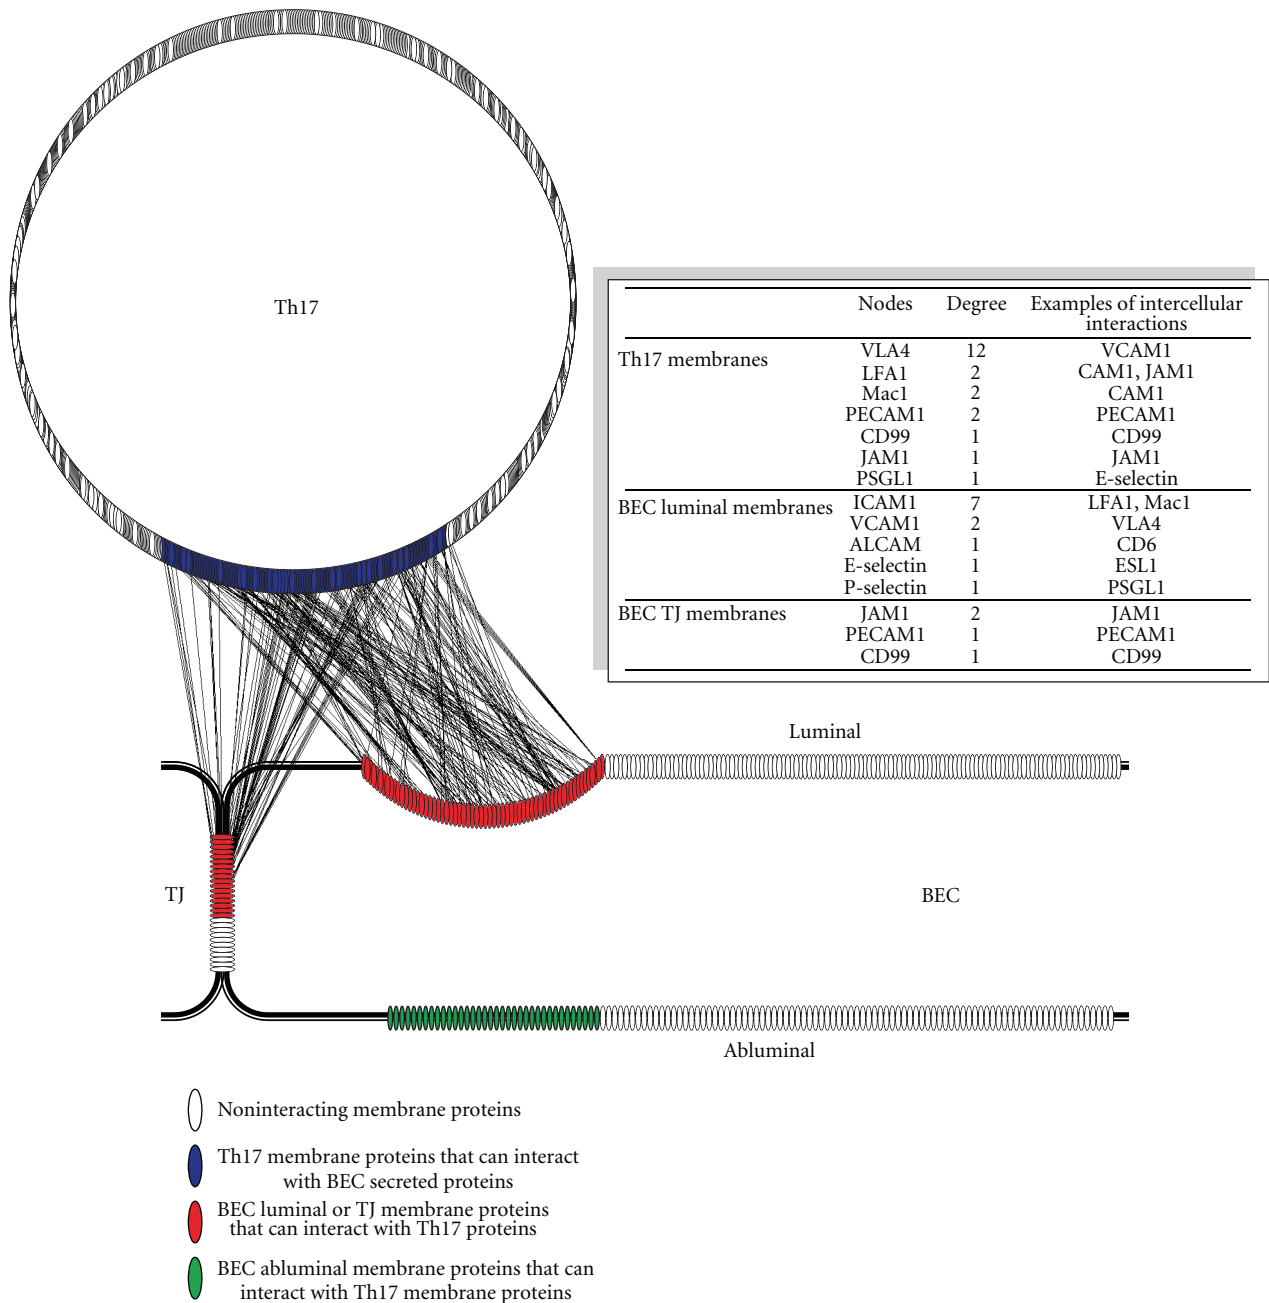 Th17
Nodes Degree Examples of intercellular
interactions
Th17 membranes VLA4 12 VCAM1
LFA1 2 CAM1, JAM1
Mac1 2 CAM1
PECAM1 2 PECAM1
CD99 1 CD99
JAM1 1 JAM1
PSGL1 1 E-selectin
BEC luminal membranes ICAM1 7 LFA1, Mac1
VCAM1 2 VLA4
ALCAM 1 CD6
E-selectin 1 ESL1
P-selectin 1 PSGL1
BEC TJ membranes JAM1 2 JAM1
PECAM1 1 PECAM1
CD99 1 CD99
Luminal
TJ
BEC
Abluminal
Noninteracting membrane proteins
Th17 membrane proteins that can interact
with BEC secreted proteins
BEC luminal or TJ membrane proteins
that can interact with Th17 proteins
BEC abluminal membrane proteins that can
interact with Th17 membrane proteins